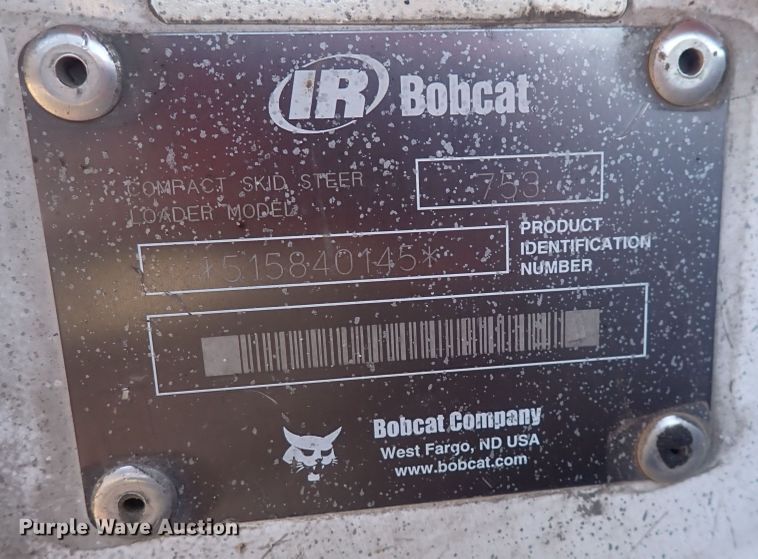 IR Bobcat
COMPACT SKID STEER
LOADER MODEL
753
*515840145*
PRODUCT
IDENTIFICATION
NUMBER
Bobcat Company
West Fargo, ND USA
www.bobcat.com
Purple Wave Auction